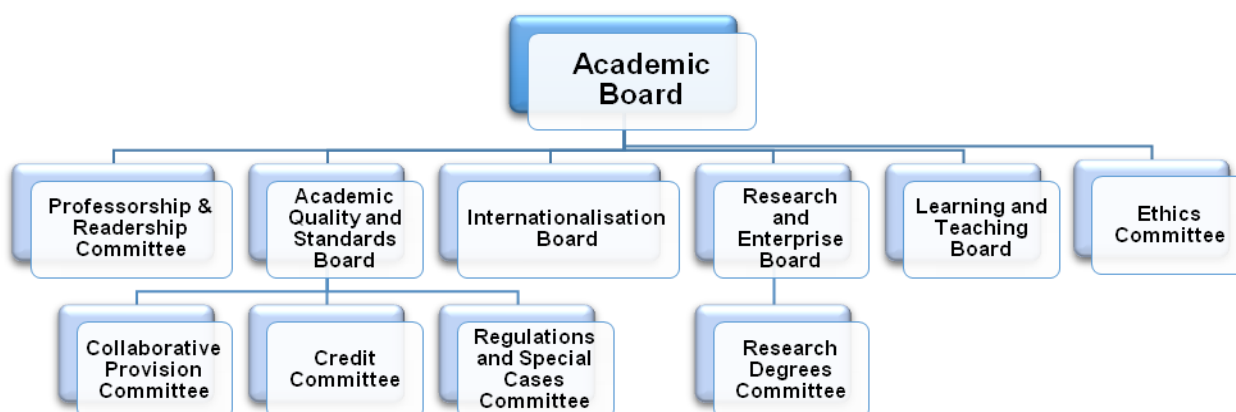 Academic
Board
Professorship &
Readership
Committee
Academic
Quality and
Standards
Board
Internationalisation
Board
Research
and
Enterprise
Board
Learning and
Teaching
Board
Ethics
Committee
Collaborative
Provision
Committee
Credit
Committee
Regulations
and Special
Cases
Committee
Research
Degrees
Committee